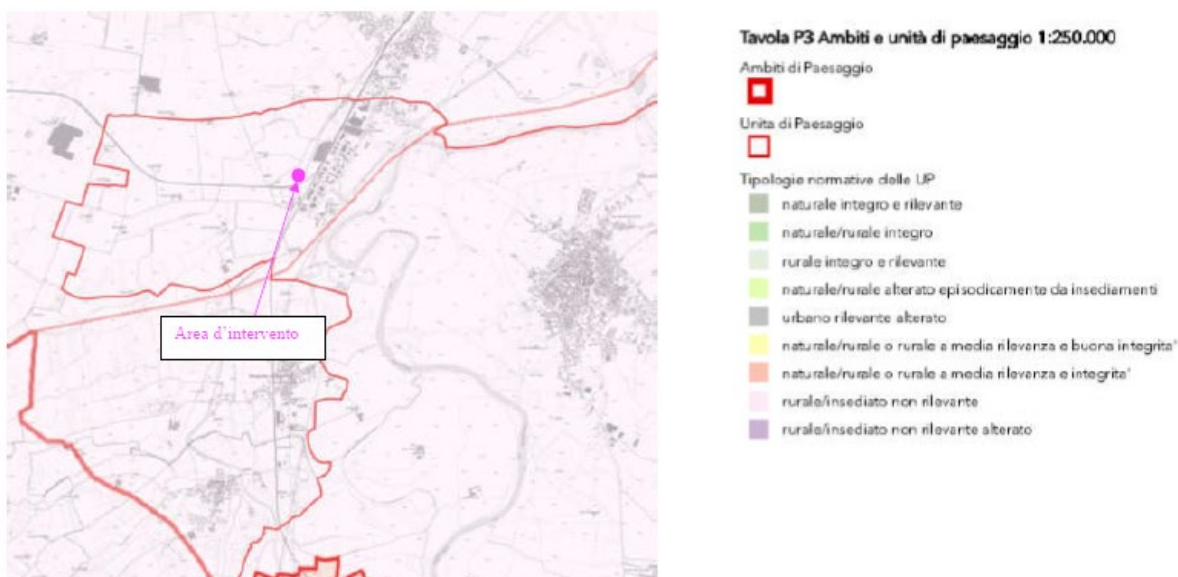 Area d'intervento
Tavola P3 Ambiti e unità di paesaggio 1:250.000
Ambiti di Paesaggio
Unita di Paesaggio
Tipologie normative delle UP
naturale integro e rilevante
naturale/rurale integro
rurale integro e rilevante
naturale/rurale alterato episodicamente da insediamenti
urbano rilevante alterato
naturale/rurale o rurale a media rilevanza e buona integrita'
naturale/rurale o rurale a media rilevanza e integrita'
rurale/insediato non rilevante
rurale/insediato non rilevante alterato